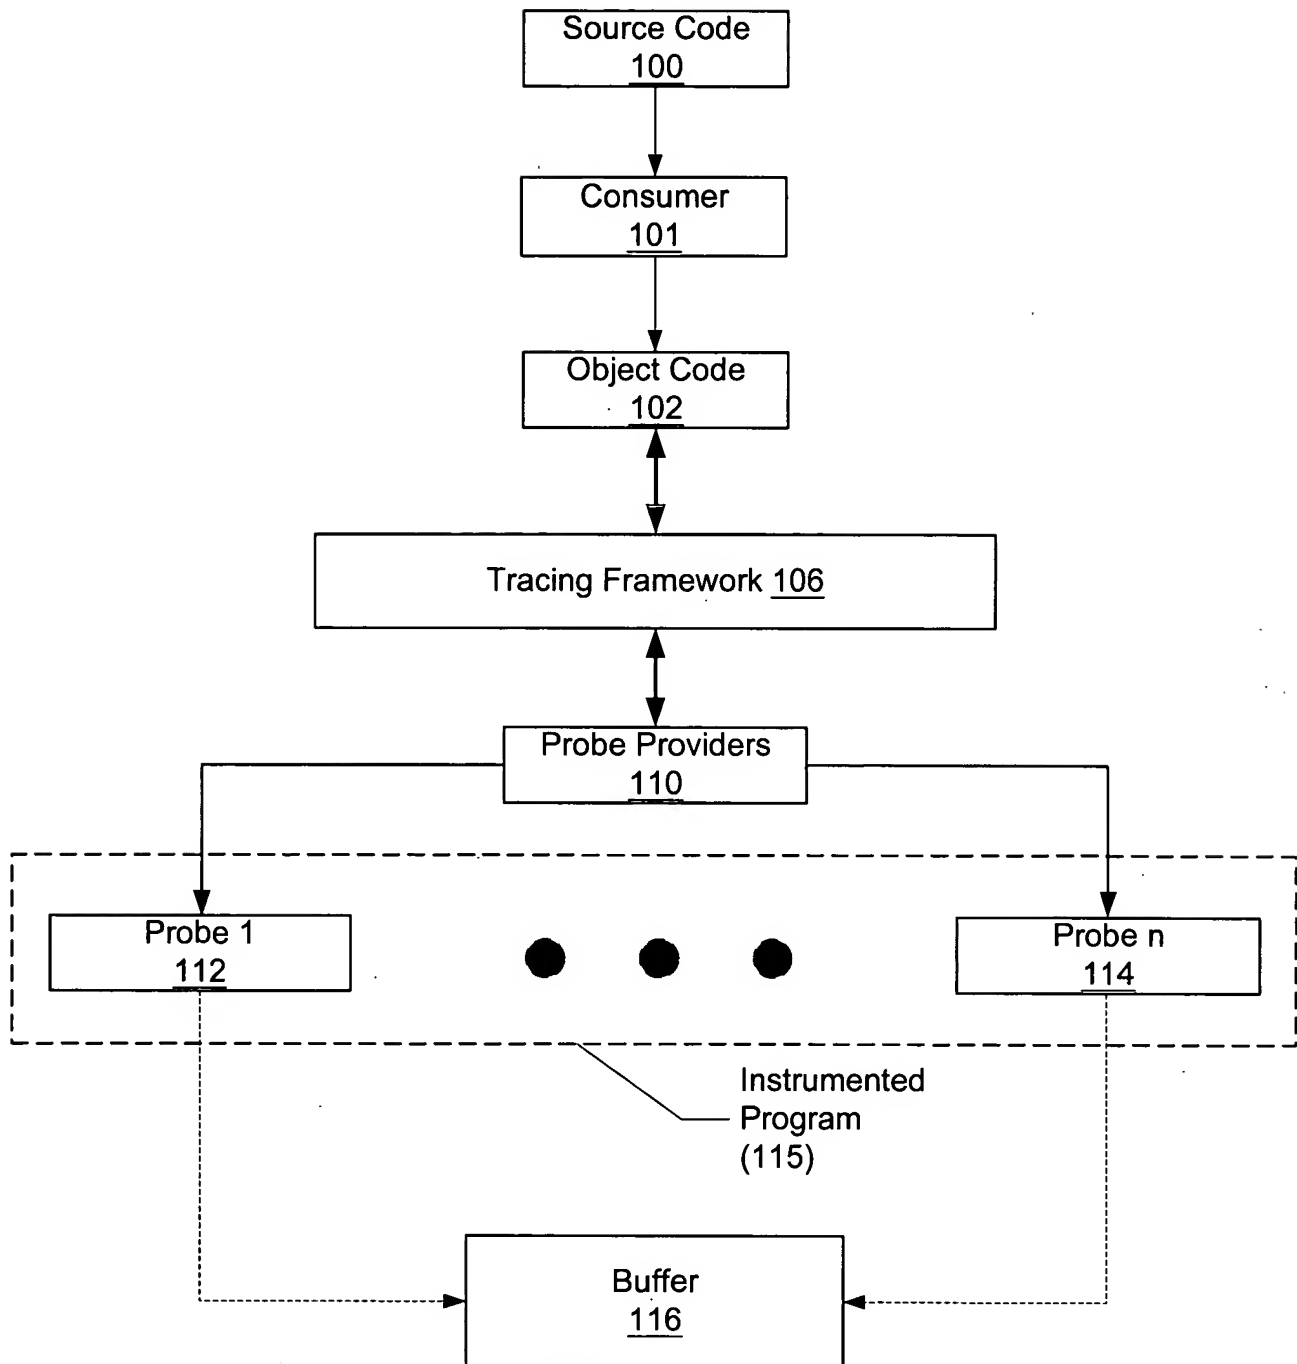 Source Code
100
Consumer
101
Object Code
102
Tracing Framework 106
Probe Providers
110
Probe 1
112
Probe n
114
Instrumented
Program
(115)
Buffer
116